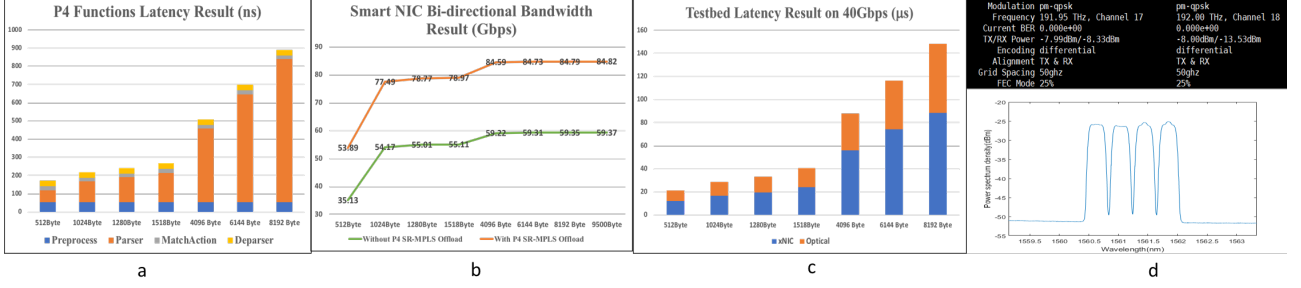 P4 Functions Latency Result (ns)
1000
900
800
700
600
500
400
300
200
100
0
512Byte 1024Byte 1280Byte 1518Byte 4096 Byte 6144 Byte 8192 Byte
Preprocess Parser MatchAction Deparser
a
Smart NIC Bi-directional Bandwidth
Result (Gbps)
90
80
70
60
50
40
30
84.59 84.73 84.79 84.82
77.49 78.77 78.97
53.89
59.22 59.31 59.35 59.37
54.17 55.01 55.11
35.13
512Byte 1024Byte 1280Byte 1518Byte 4096 Byte 6144 Byte 8192 Byte 9500Byte
Without P4 SR-MPLS Offload With P4 SR-MPLS Offload
b
Testbed Latency Result on 40Gbps (μs)
160
140
120
100
80
60
40
20
0
512Byte 1024Byte 1280Byte 1518Byte 4096 Byte 6144 Byte 8192 Byte
xNIC Optical
c
Modulation pm-qpsk pm-qpsk
Frequency 191.95 THz, Channel 17 192.00 THz, Channel 18
Current BER 0.000e+00 0.000e+00
TX/RX Power -7.99dBm/-8.33dBm -8.00dBm/-13.53dBm
Encoding differential differential
Alignment TX & RX TX & RX
Grid Spacing 50ghz 50ghz
FEC Mode 25% 25%
Power spectrum density(dBm)
-20
-25
-30
-35
-40
-45
-50
-55
1559.5 1560 1560.5 1561 1561.5 1562 1562.5 1563
Wavelength(nm)
d